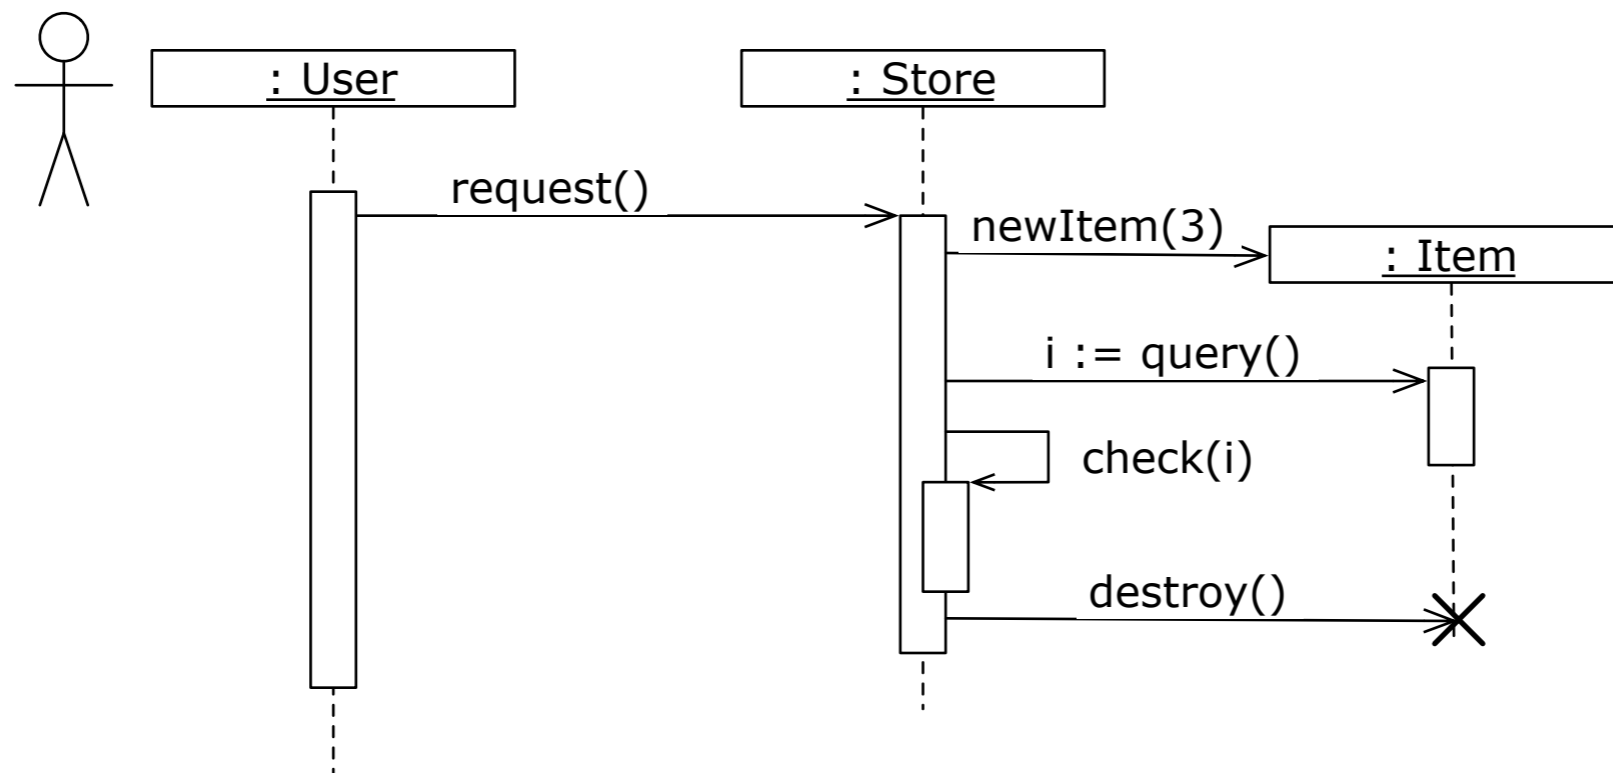 : User
: Store
request()
newItem(3)
: Item
i := query()
check(i)
destroy()